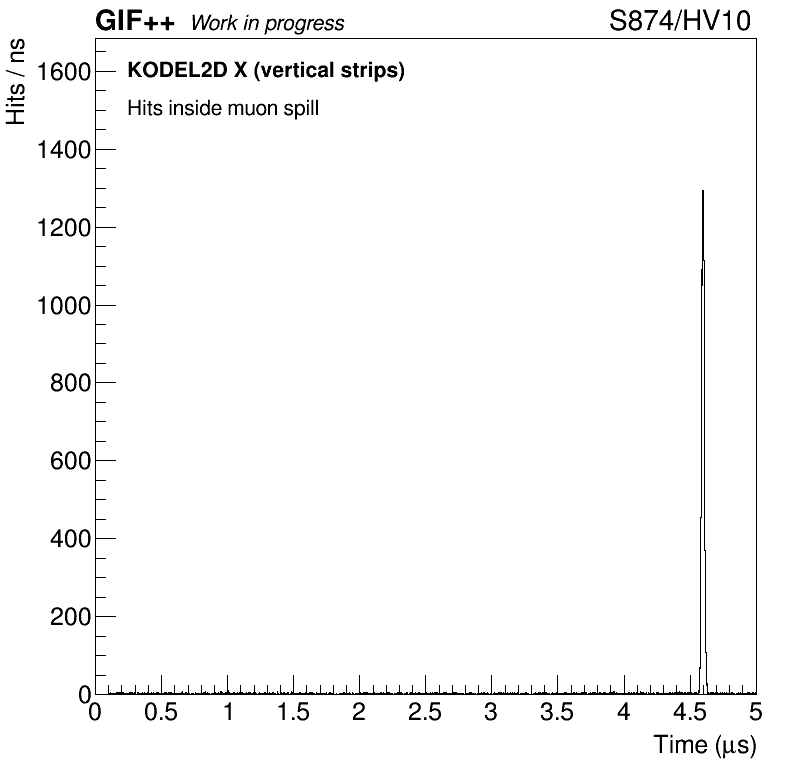 GIF++ Work in progress S874/HV10
Hits / ns
KODEL2D X (vertical strips)
Hits inside muon spill
1600
1400
1200
1000
800
600
400
200
0
0 0.5 1 1.5 2 2.5 3 3.5 4 4.5 5
Time (μs)